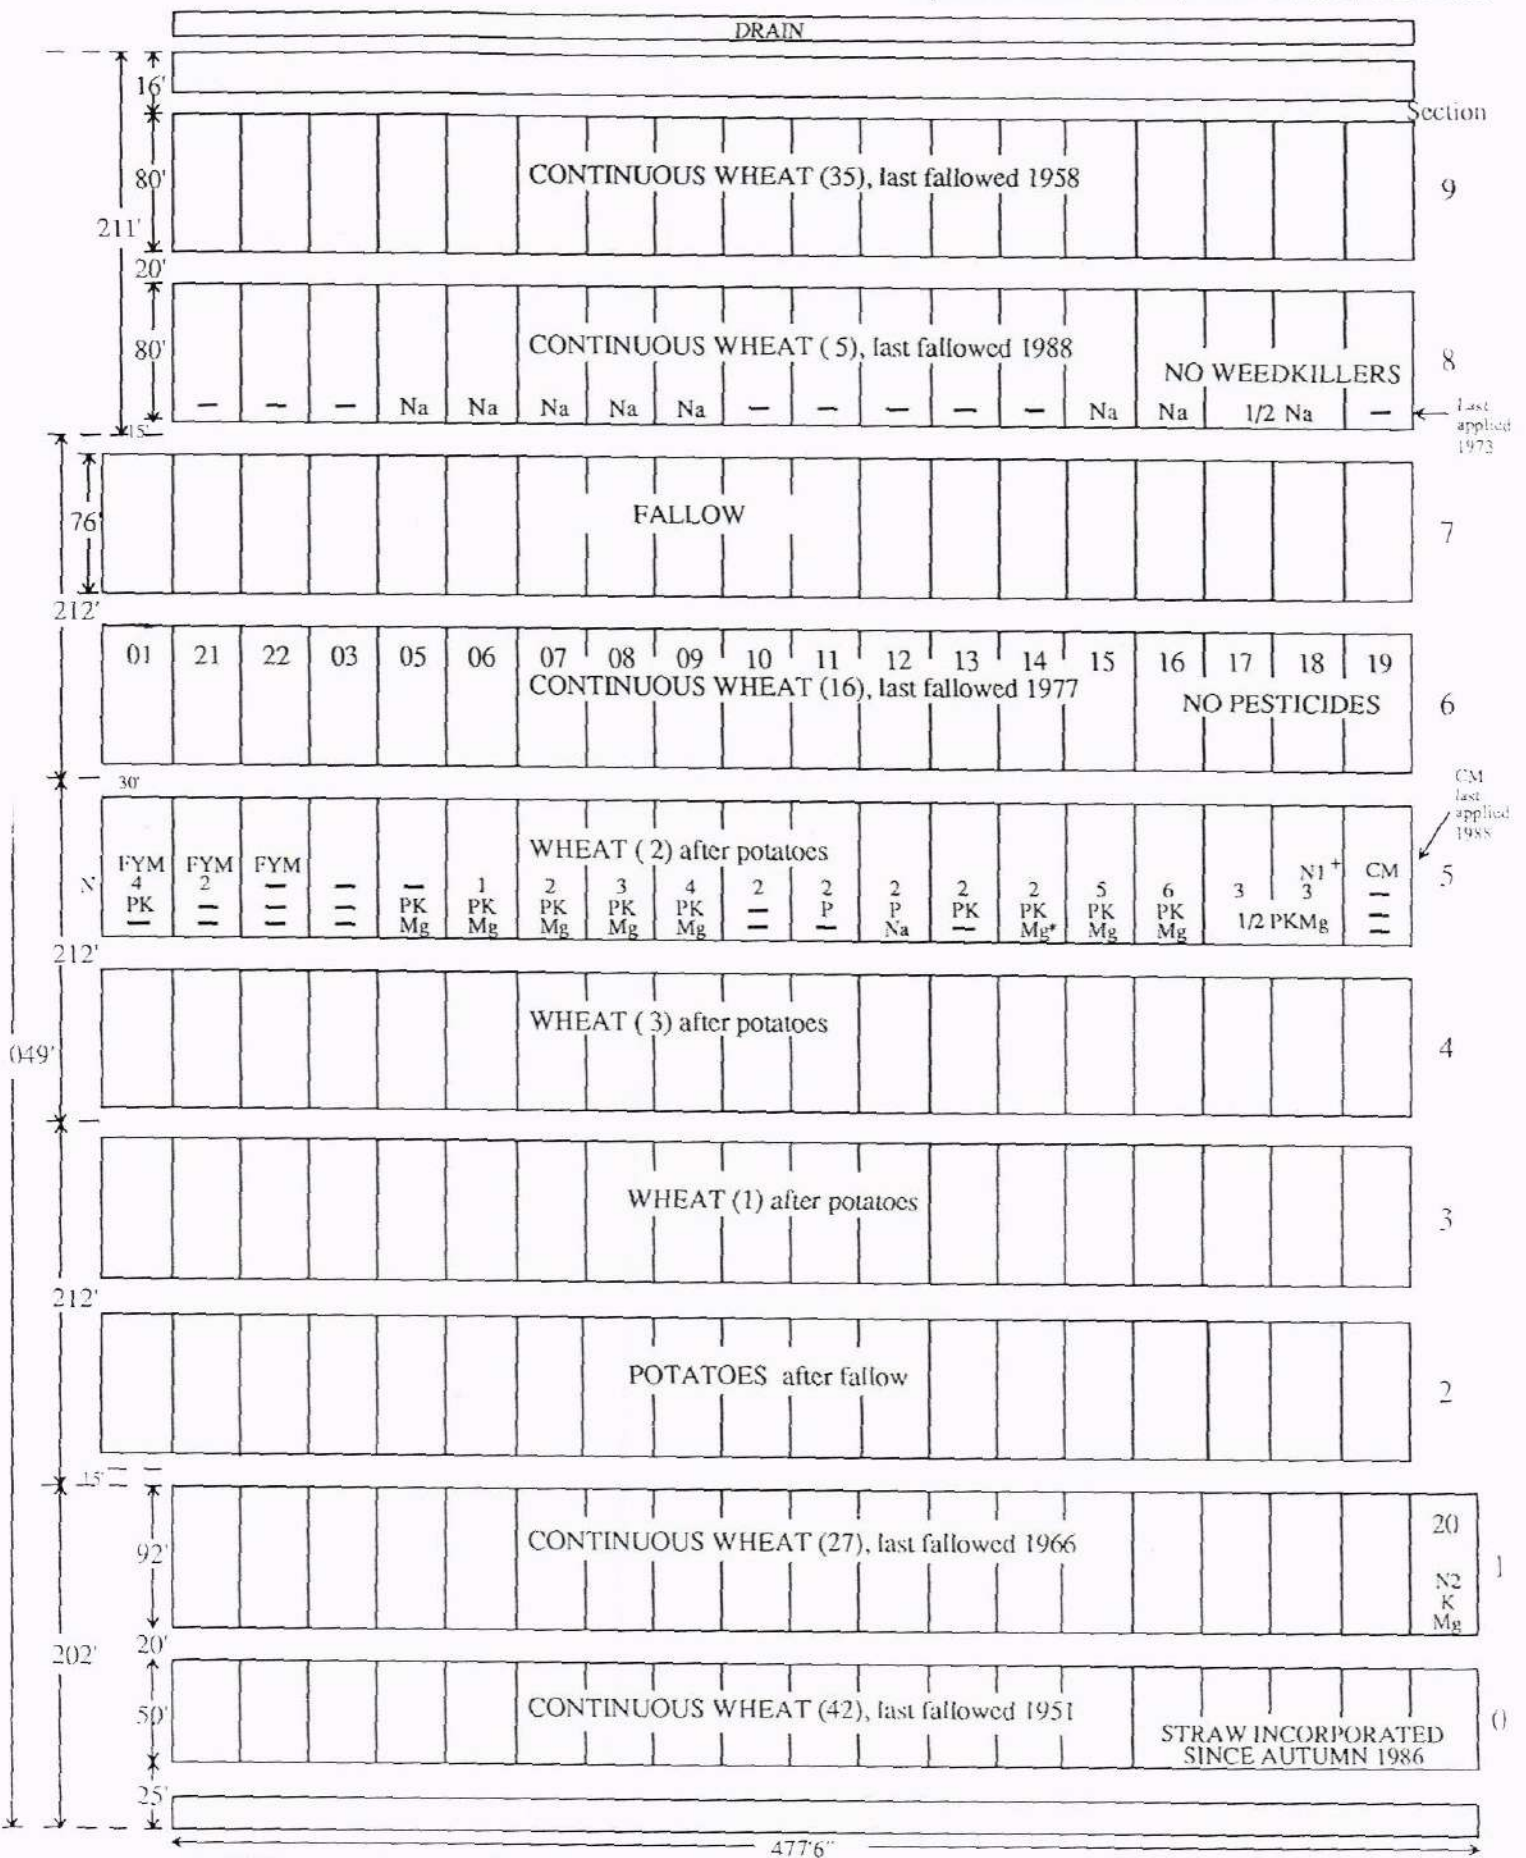 DRAIN
16'
Section
80'
CONTINUOUS WHEAT (35), last fallowed 1958
9
211'
20'
80'
CONTINUOUS WHEAT ( 5), last fallowed 1988
NO WEEDKILLERS
8
— — — Na Na Na Na Na — — — — — Na Na 1/2 Na —
Last
applied
1973
15'
76'
FALLOW
7
212'
01 21 22 03 05 06 07 08 09 10 11 12 13 14 15 16 17 18 19
CONTINUOUS WHEAT (16), last fallowed 1977
NO PESTICIDES
6
30'
CM
last
applied
1988
WHEAT ( 2) after potatoes
5
FYM FYM FYM N1+ CM
N 4 2 — — — 1 2 3 4 2 2 2 2 2 5 6 3 3 —
PK — — — PK PK PK PK PK — P P PK PK PK PK 1/2 PKMg —
— — — — Mg Mg Mg Mg Mg — — Na — Mg* Mg Mg —
212'
WHEAT ( 3) after potatoes
4
049'
WHEAT (1) after potatoes
3
212'
POTATOES after fallow
2
15'
92'
CONTINUOUS WHEAT (27), last fallowed 1966
20
N2
K
Mg
1
20'
202'
50'
CONTINUOUS WHEAT (42), last fallowed 1951
STRAW INCORPORATED
SINCE AUTUMN 1986
0
25'
477'6"